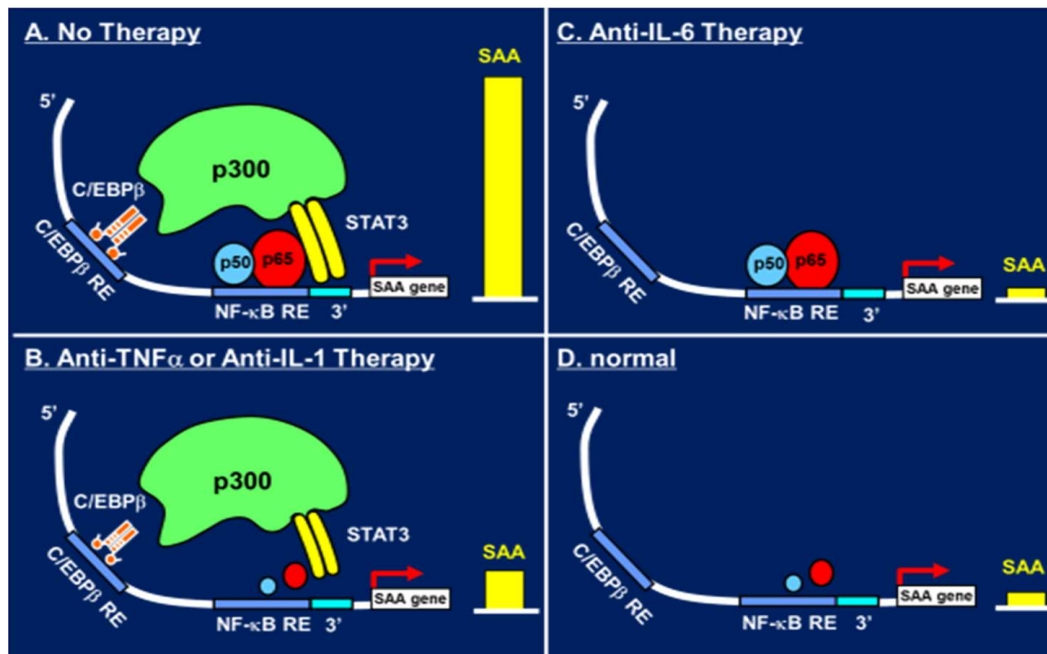 A. No Therapy
SAA
5'
p300
C/EBPβ
STAT3
C/EBPβ RE
p50
p65
SAA gene
NF-κB RE
3'
C. Anti-IL-6 Therapy
5'
C/EBPβ RE
p50
p65
SAA
SAA gene
NF-κB RE
3'
B. Anti-TNFα or Anti-IL-1 Therapy
5'
p300
C/EBPβ
STAT3
SAA
C/EBPβ RE
SAA gene
NF-κB RE
3'
D. normal
5'
SAA
C/EBPβ RE
SAA gene
NF-κB RE
3'